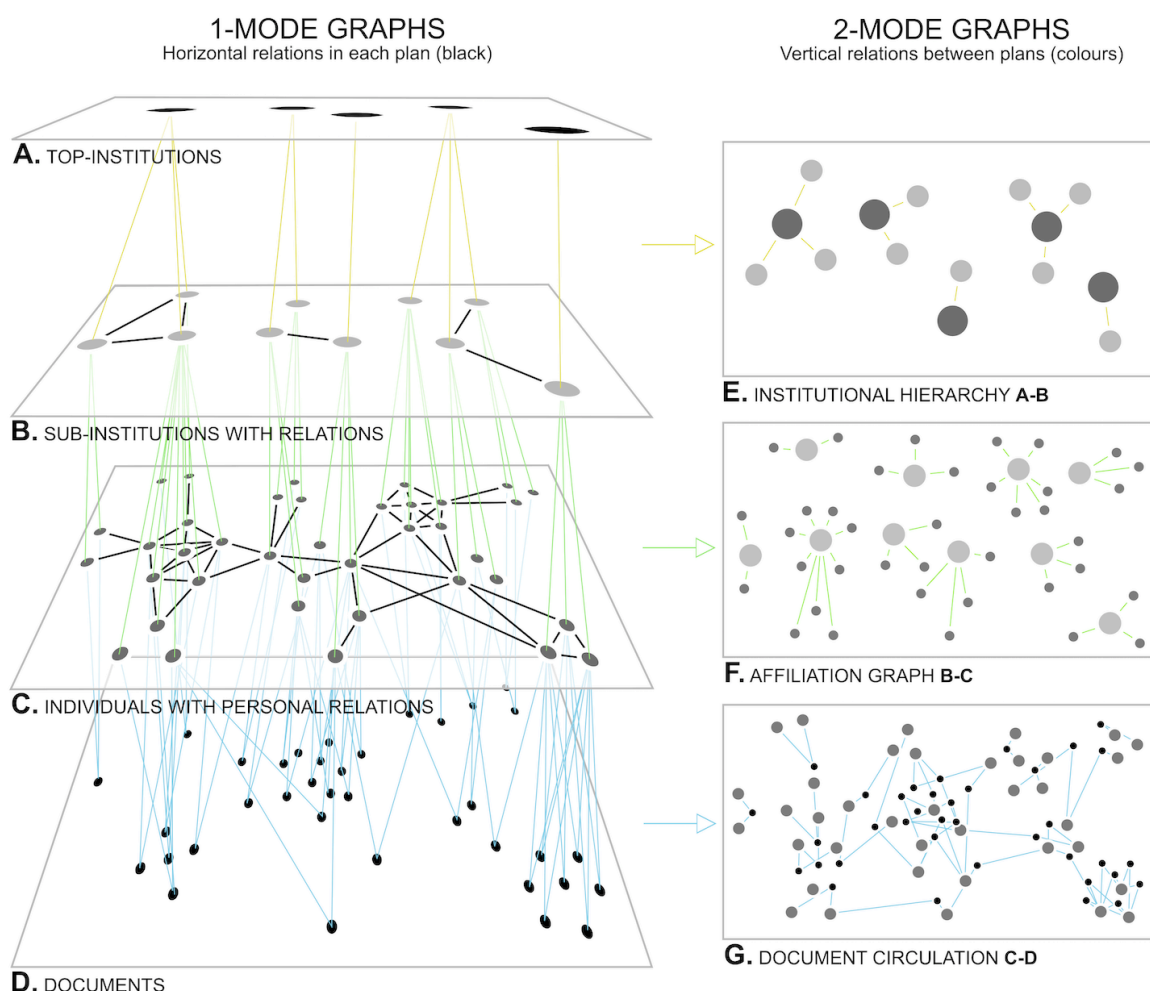 1-MODE GRAPHS
Horizontal relations in each plan (black)
2-MODE GRAPHS
Vertical relations between plans (colours)
A. TOP-INSTITUTIONS
B. SUB-INSTITUTIONS WITH RELATIONS
C. INDIVIDUALS WITH PERSONAL RELATIONS
D. DOCUMENTS
E. INSTITUTIONAL HIERARCHY A-B
F. AFFILIATION GRAPH B-C
G. DOCUMENT CIRCULATION C-D